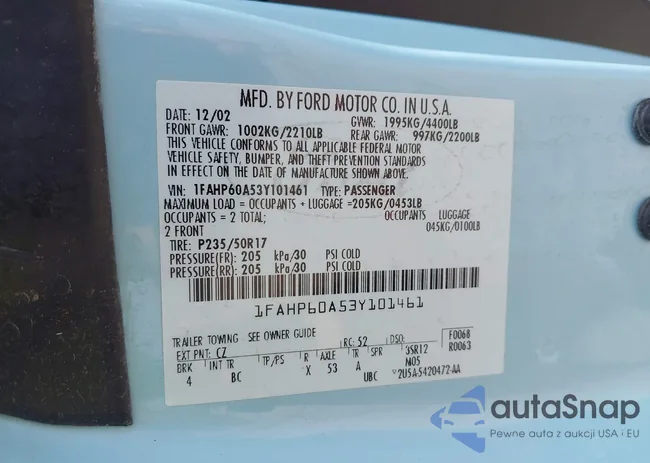 MFD. BY FORD MOTOR CO. IN U.S.A.
DATE: 12/02 GVWR: 1995KG/4400LB
FRONT GAWR: 1002KG/2210LB REAR GAWR: 997KG/2200LB
THIS VEHICLE CONFORMS TO ALL APPLICABLE FEDERAL MOTOR
VEHICLE SAFETY, BUMPER, AND THEFT PREVENTION STANDARDS
IN EFFECT ON THE DATE OF MANUFACTURE SHOWN ABOVE.
VIN: 1FAHP60A53Y101461 TYPE: PASSENGER
MAXIMUM LOAD = OCCUPANTS + LUGGAGE =205KG/0453LB
OCCUPANTS = 2 TOTAL; OCCUPANTS LUGGAGE
2 FRONT 045KG/0100LB
TIRE: P235/50R17
PRESSURE(FR): 205 kPa/30 PSI COLD
PRESSURE(RR): 205 kPa/30 PSI COLD
1FAHP60A53Y101461
TRAILER TOWING - SEE OWNER GUIDE
EXT PNT: CZ RC: 52 DSO: F0068
BRK INT TR TP/PS R AXLE TR SPR 3SR12 R0063
4 BC X 53 A M05
UBC °2U5A-5420472-AA
autaSnap
Pewne auta z aukcji USA i EU